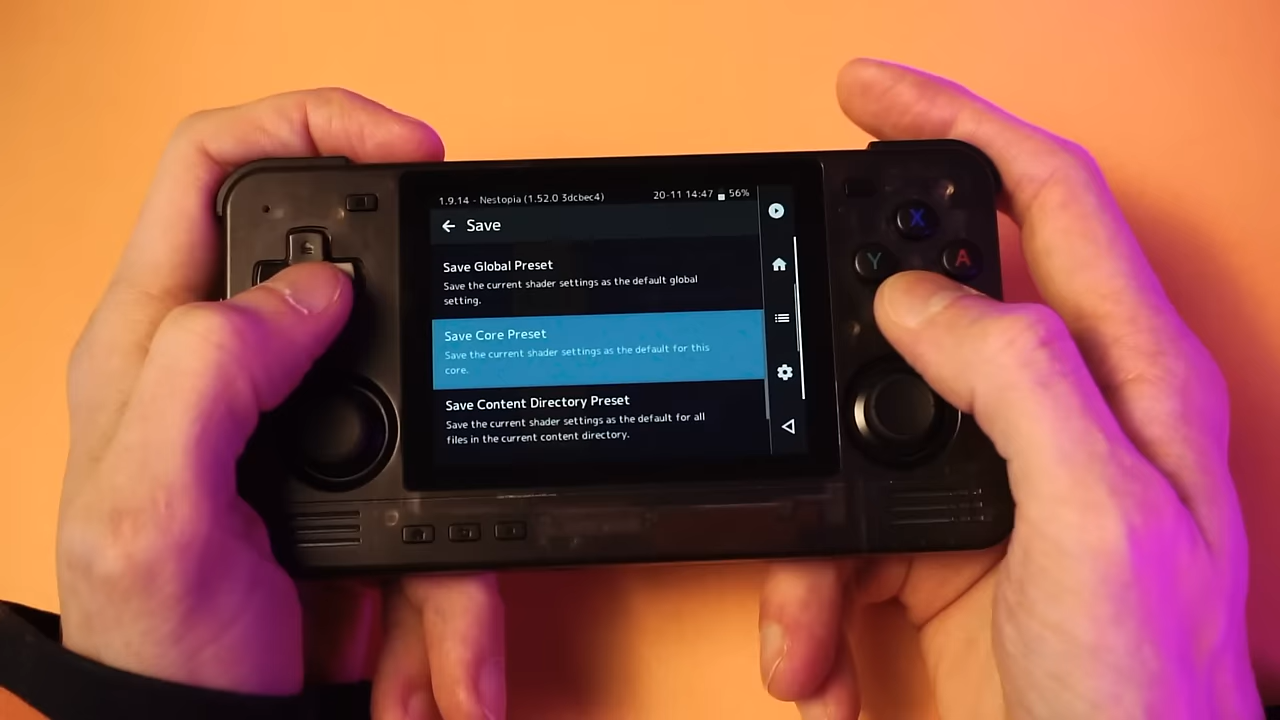 1.9.14 - Nestopia (1.52.0 3dcbec4) 20-11 14:47 56%
Save
Save Global Preset
Save the current shader settings as the default global
setting.
Save Core Preset
Save the current shader settings as the default for this
core.
Save Content Directory Preset
Save the current shader settings as the default for all
files in the current content directory.
X
Y
A